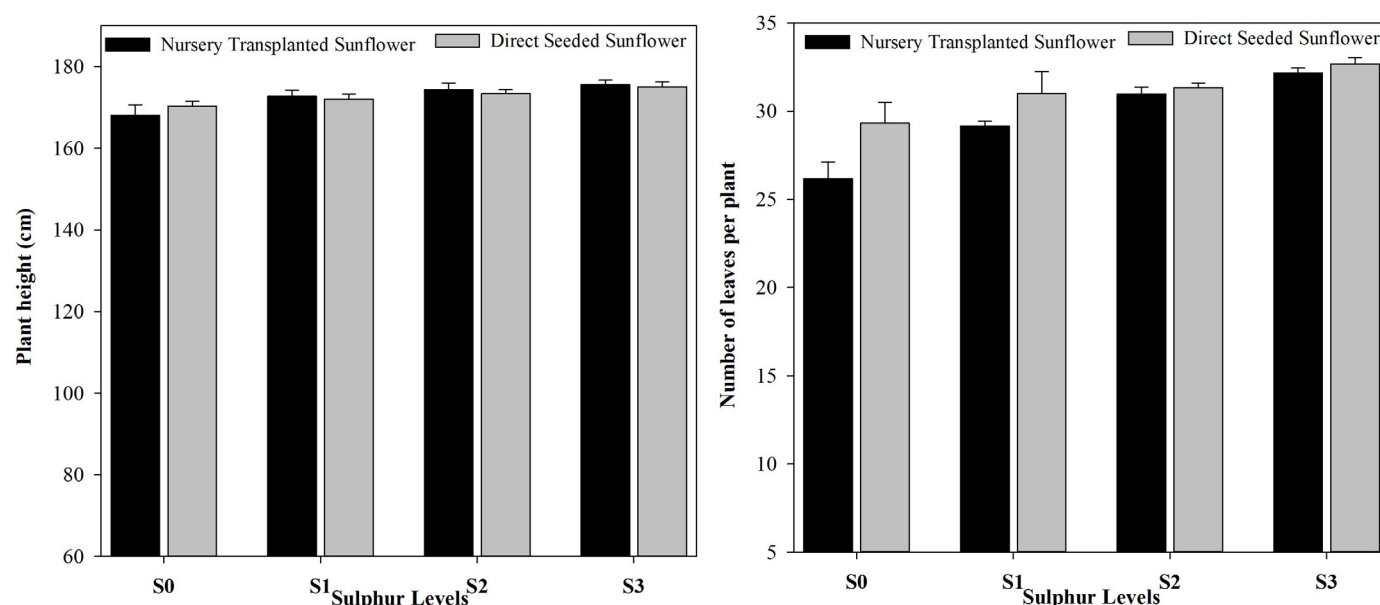 Nursery Transplanted Sunflower
Direct Seeded Sunflower
180
160
140
120
100
80
60
Plant height (cm)
S0
S1
S2
S3
Sulphur Levels
35
Nursery Transplanted Sunflower
Direct Seeded Sunflower
30
25
20
15
10
5
Number of leaves per plant
S0
S1
S2
S3
Sulphur Levels